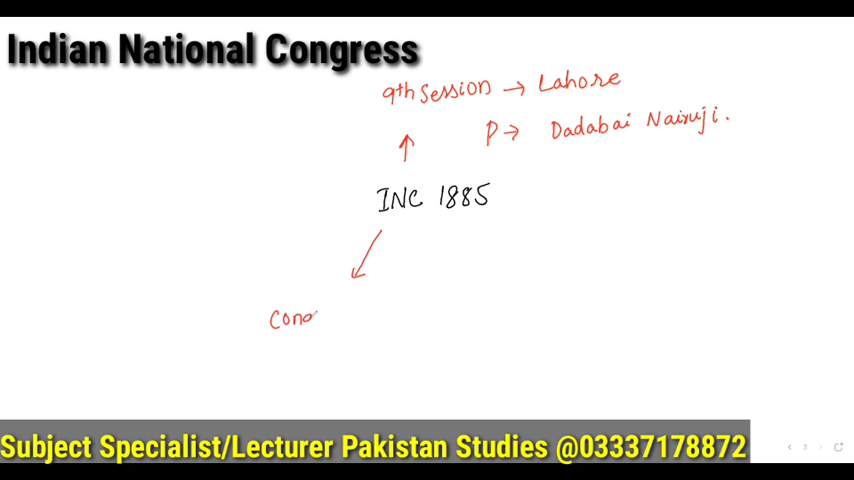 Indian National Congress
9th Session → Lahore
P → Dadabai Nairuji.
INC 1885
Subject Specialist/Lecturer Pakistan Studies @03337178872